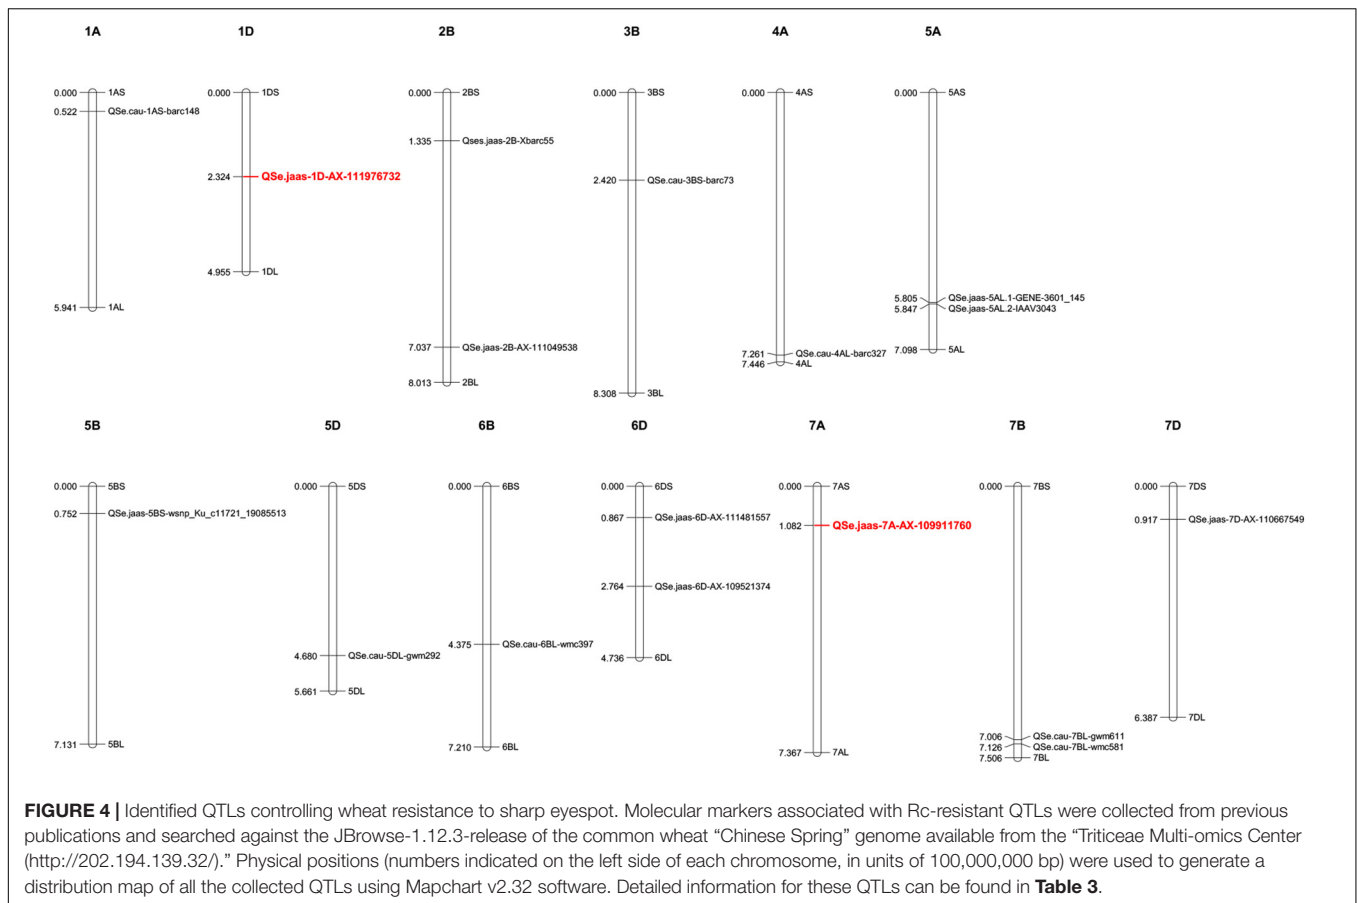 1A 1D 2B 3B 4A 5A
0.000 1AS 0.000 1DS 0.000 2BS 0.000 3BS 0.000 4AS 0.000 5AS
0.522 QSe.cau-1AS-barc148
1.335 Qses.jaas-2B-Xbarc55
2.324 QSe.jaas-1D-AX-111976732 2.420 QSe.cau-3BS-barc73
4.955 1DL
5.805 QSe.jaas-5AL.1-GENE-3601_145
5.941 1AL 5.847 QSe.jaas-5AL.2-IAAV3043
7.037 QSe.jaas-2B-AX-111049538 7.098 5AL
7.261 QSe.cau-4AL-barc327
7.446 4AL
8.013 2BL
8.308 3BL
5B 5D 6B 6D 7A 7B 7D
0.000 5BS 0.000 5DS 0.000 6BS 0.000 6DS 0.000 7AS 0.000 7BS 0.000 7DS
0.752 QSe.jaas-5BS-wsnp_Ku_c11721_19085513 0.867 QSe.jaas-6D-AX-111481557 0.917 QSe.jaas-7D-AX-110667549
1.082 QSe.jaas-7A-AX-109911760
2.764 QSe.jaas-6D-AX-109521374
4.375 QSe.cau-6BL-wmc397
4.680 QSe.cau-5DL-gwm292 4.736 6DL
5.661 5DL
6.387 7DL
7.006 QSe.cau-7BL-gwm611
7.131 5BL 7.210 6BL 7.126 QSe.cau-7BL-wmc581
7.367 7AL 7.506 7BL
FIGURE 4 | Identified QTLs controlling wheat resistance to sharp eyespot. Molecular markers associated with Rc-resistant QTLs were collected from previous
publications and searched against the JBrowse-1.12.3-release of the common wheat “Chinese Spring” genome available from the “Triticeae Multi-omics Center
(http://202.194.139.32/).” Physical positions (numbers indicated on the left side of each chromosome, in units of 100,000,000 bp) were used to generate a
distribution map of all the collected QTLs using Mapchart v2.32 software. Detailed information for these QTLs can be found in Table 3.